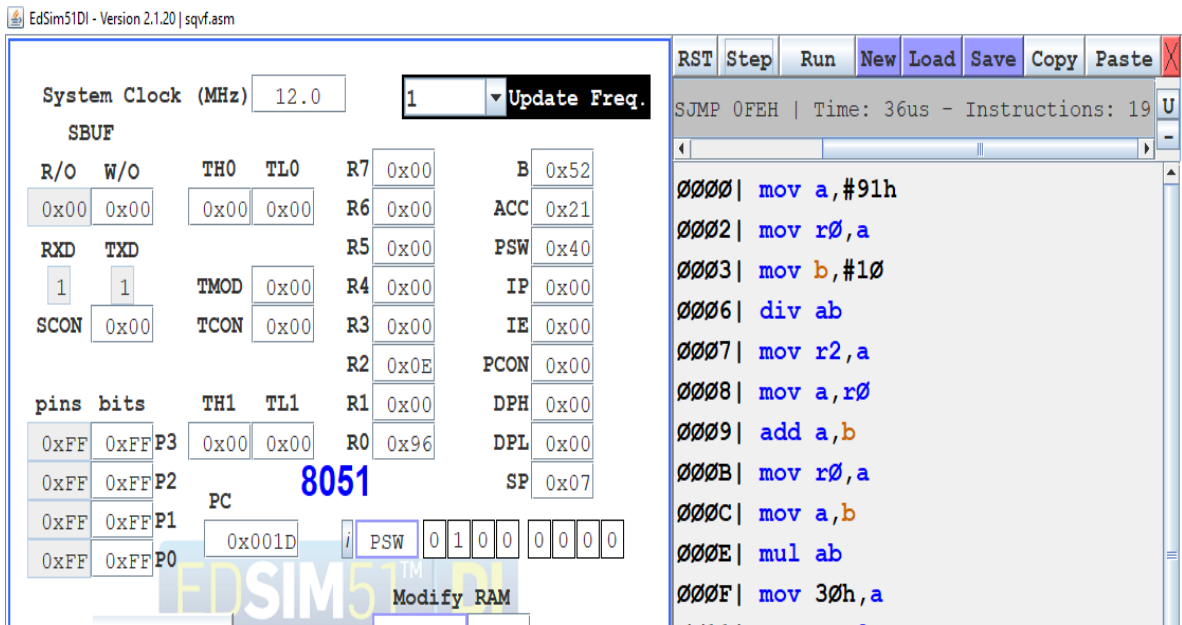 EdSim51DI - Version 2.1.20 | sqvf.asm
RST Step Run New Load Save Copy Paste X
System Clock (MHz) 12.0 1 Update Freq.
SJMP 0FEH | Time: 36us - Instructions: 19 U
-
SBUF
R/O W/O TH0 TL0 R7 0x00 B 0x52
0x00 0x00 0x00 0x00 R6 0x00 ACC 0x21
RXD TXD R5 0x00 PSW 0x40
1 1 TMOD 0x00 R4 0x00 IP 0x00
SCON 0x00 TCON 0x00 R3 0x00 IE 0x00
R2 0x0E PCON 0x00
pins bits TH1 TL1 R1 0x00 DPH 0x00
0xFF 0xFF P3 0x00 0x00 R0 0x96 DPL 0x00
0xFF 0xFF P2 8051 SP 0x07
PC
0xFF 0xFF P1 0x001D i PSW 0 1 0 0 0 0 0 0
0xFF 0xFF P0
EDSIM51™ DI
Modify RAM
0000| mov a,#91h
0002| mov r0,a
0003| mov b,#10
0006| div ab
0007| mov r2,a
0008| mov a,r0
0009| add a,b
000B| mov r0,a
000C| mov a,b
000E| mul ab
000F| mov 30h,a